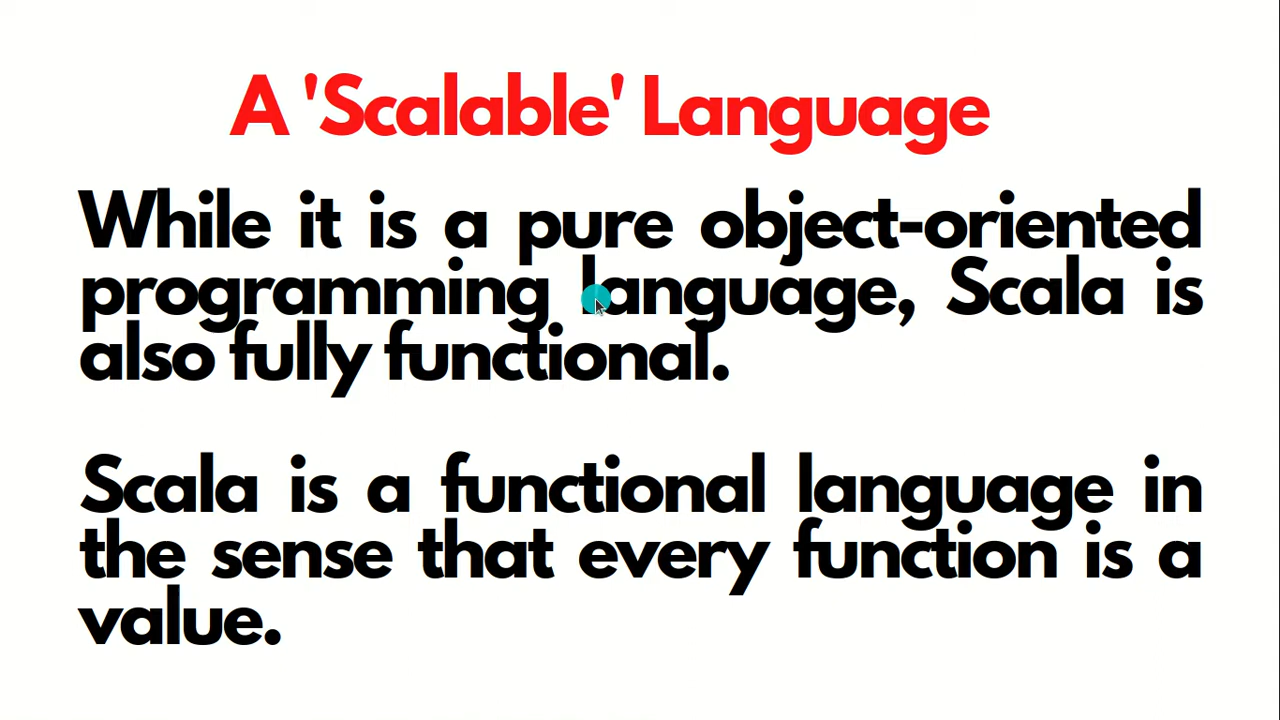 A 'Scalable' Language
While it is a pure object-oriented
programming language, Scala is
also fully functional.
Scala is a functional language in
the sense that every function is a
value.